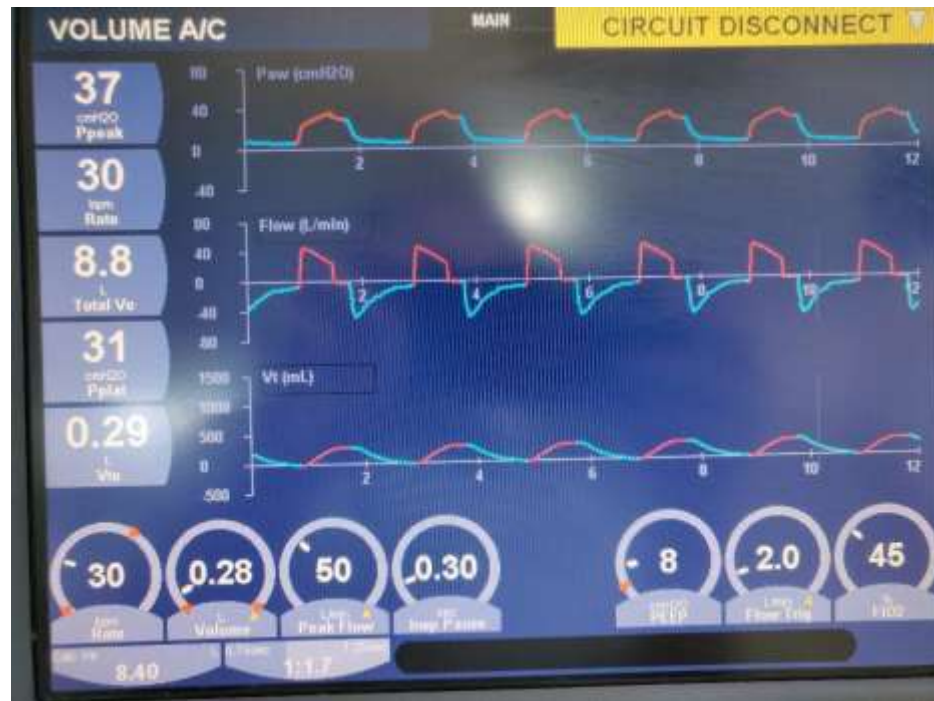 VOLUME A/C
MAIN
CIRCUIT DISCONNECT
37
cmH2O
Ppeak
30
bpm
Rate
8.8
L
Total Ve
31
cmH2O
Pplat
0.29
L
80
40
0
-40
Paw (cmH2O)
2
4
6
8
10
12
80
40
0
-40
-80
Flow (L/min)
2
4
6
8
10
12
1500
1000
500
0
-500
Vt (mL)
2
4
6
8
10
12
30
bpm
Rate
0.28
L
Volume
50
L/min
Peak Flow
0.30
sec
Insp Pause
8
cmH2O
PEEP
2.0
L/min
Flow Trig
45
%
FIO2
8.40
1:1.7